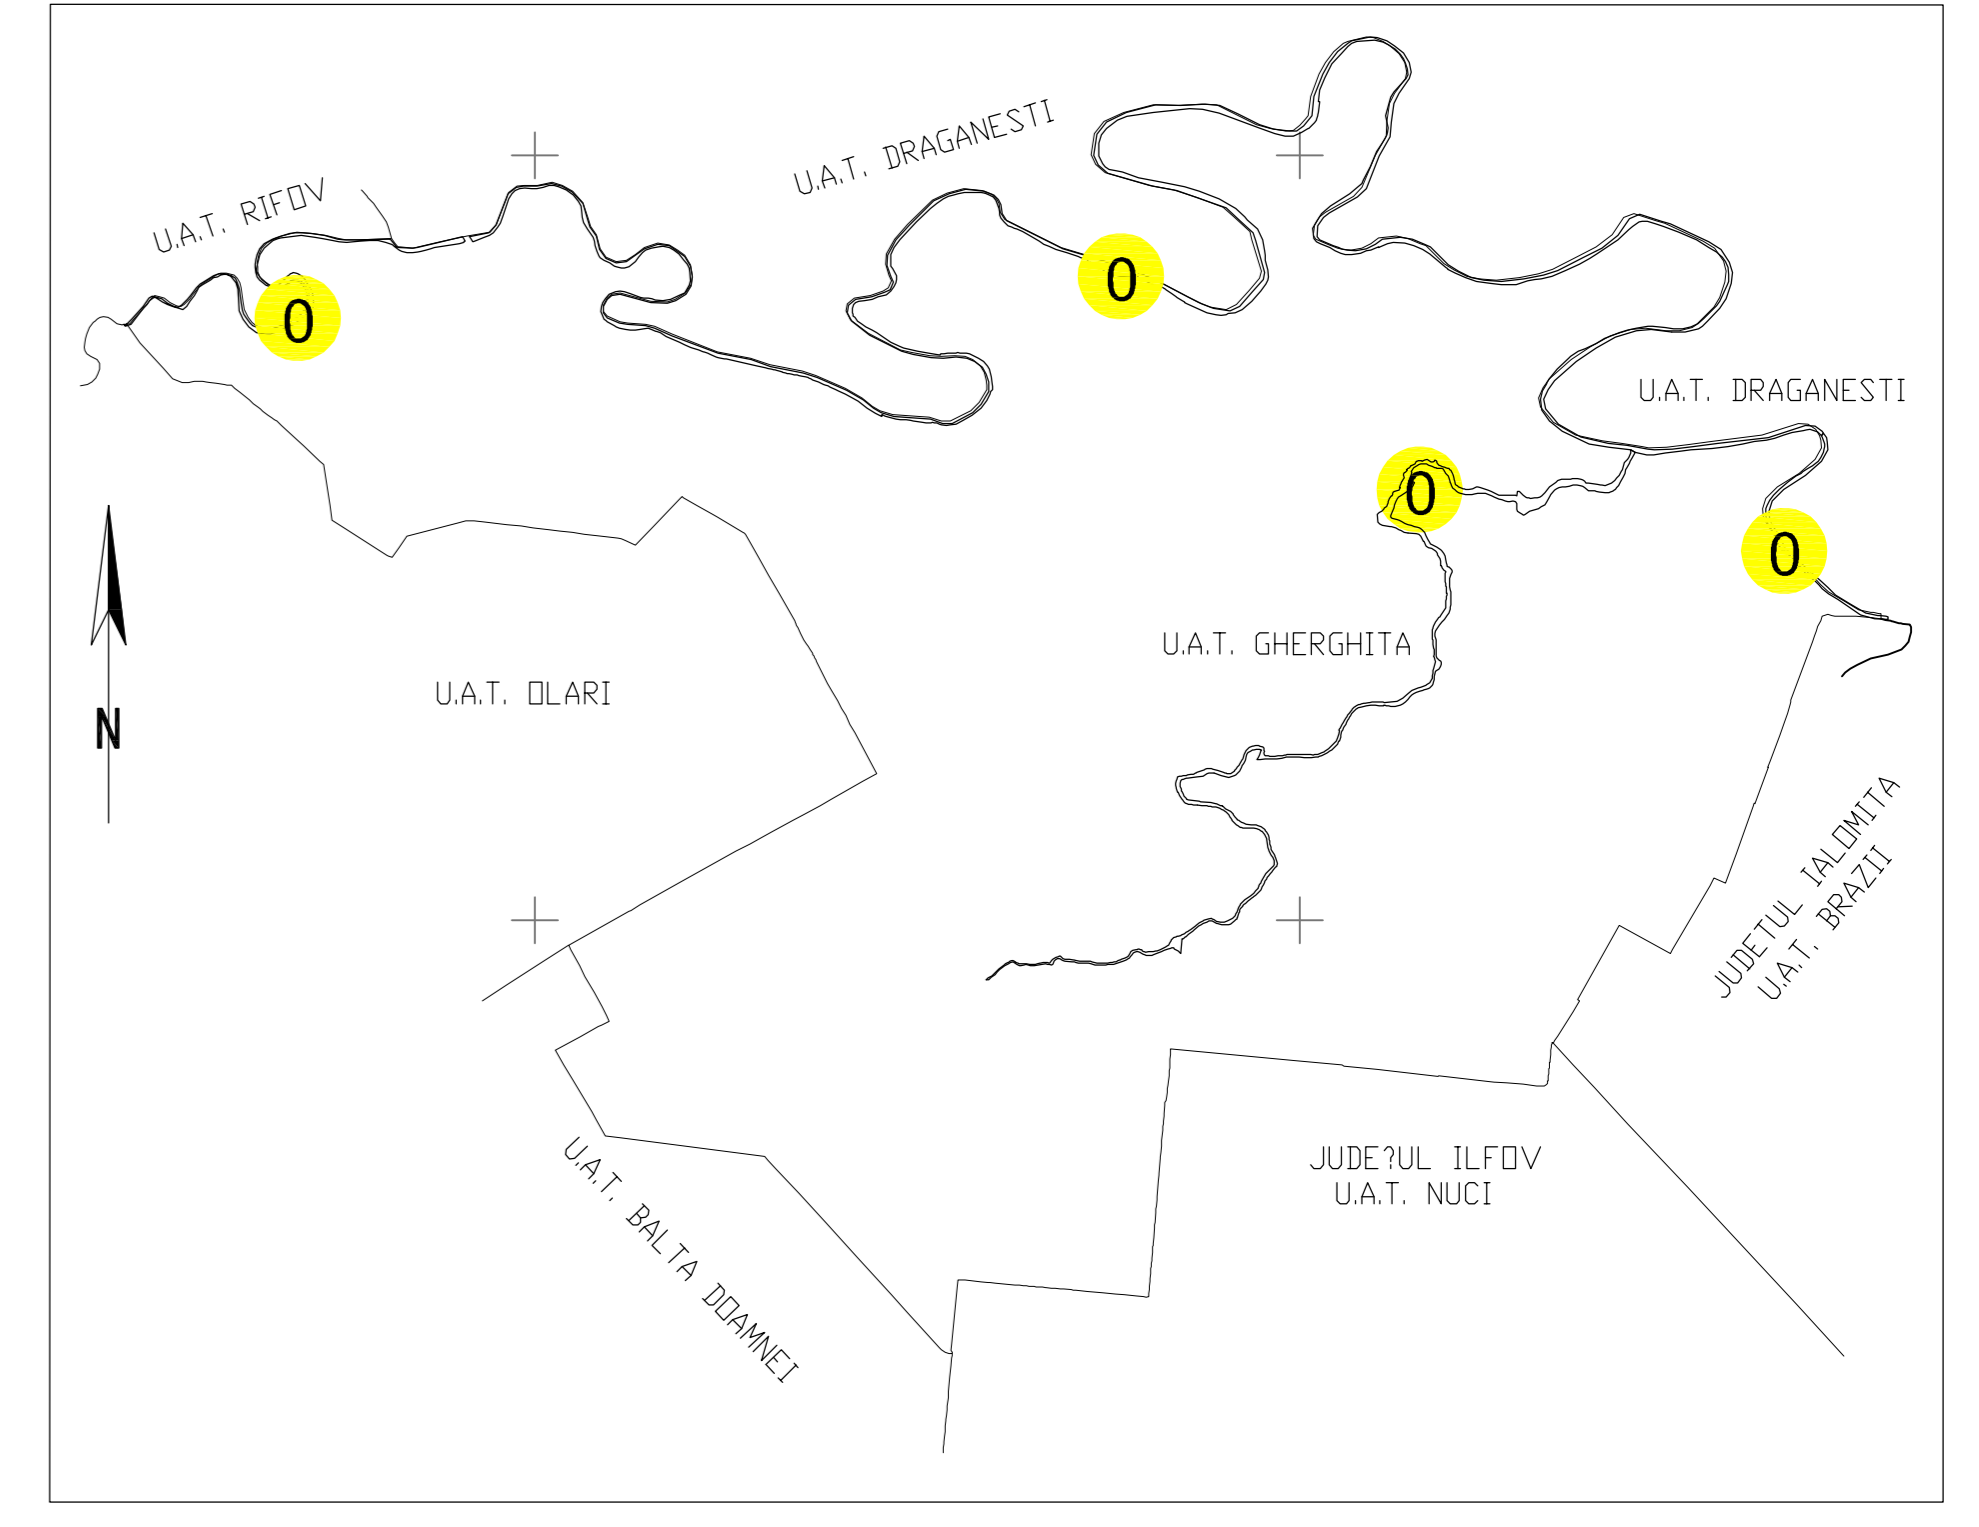 U.A.T. DRAGANESTI
U.A.T. RIFOV
0
0
U.A.T. DRAGANESTI
0
0
U.A.T. GHERGHITA
U.A.T. OLARI
N
JUDETUL IALOMITA
U.A.T. BRAZII
JUDE?UL ILFOV
U.A.T. NUCI
U.A.T. BALTA DOAMNEI